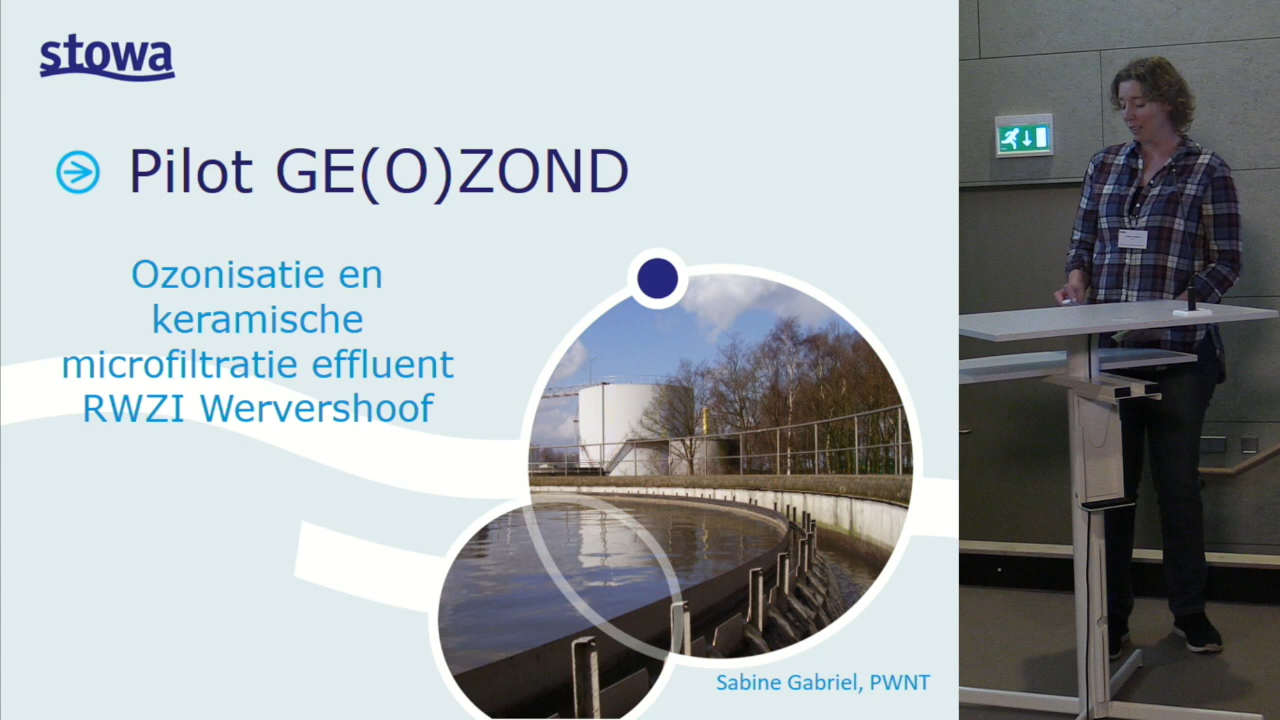 stowa
Pilot GE(O)ZOND
Ozonisatie en
keramische
microfiltratie effluent
RWZI Wervershoof
Sabine Gabriel, PWNT